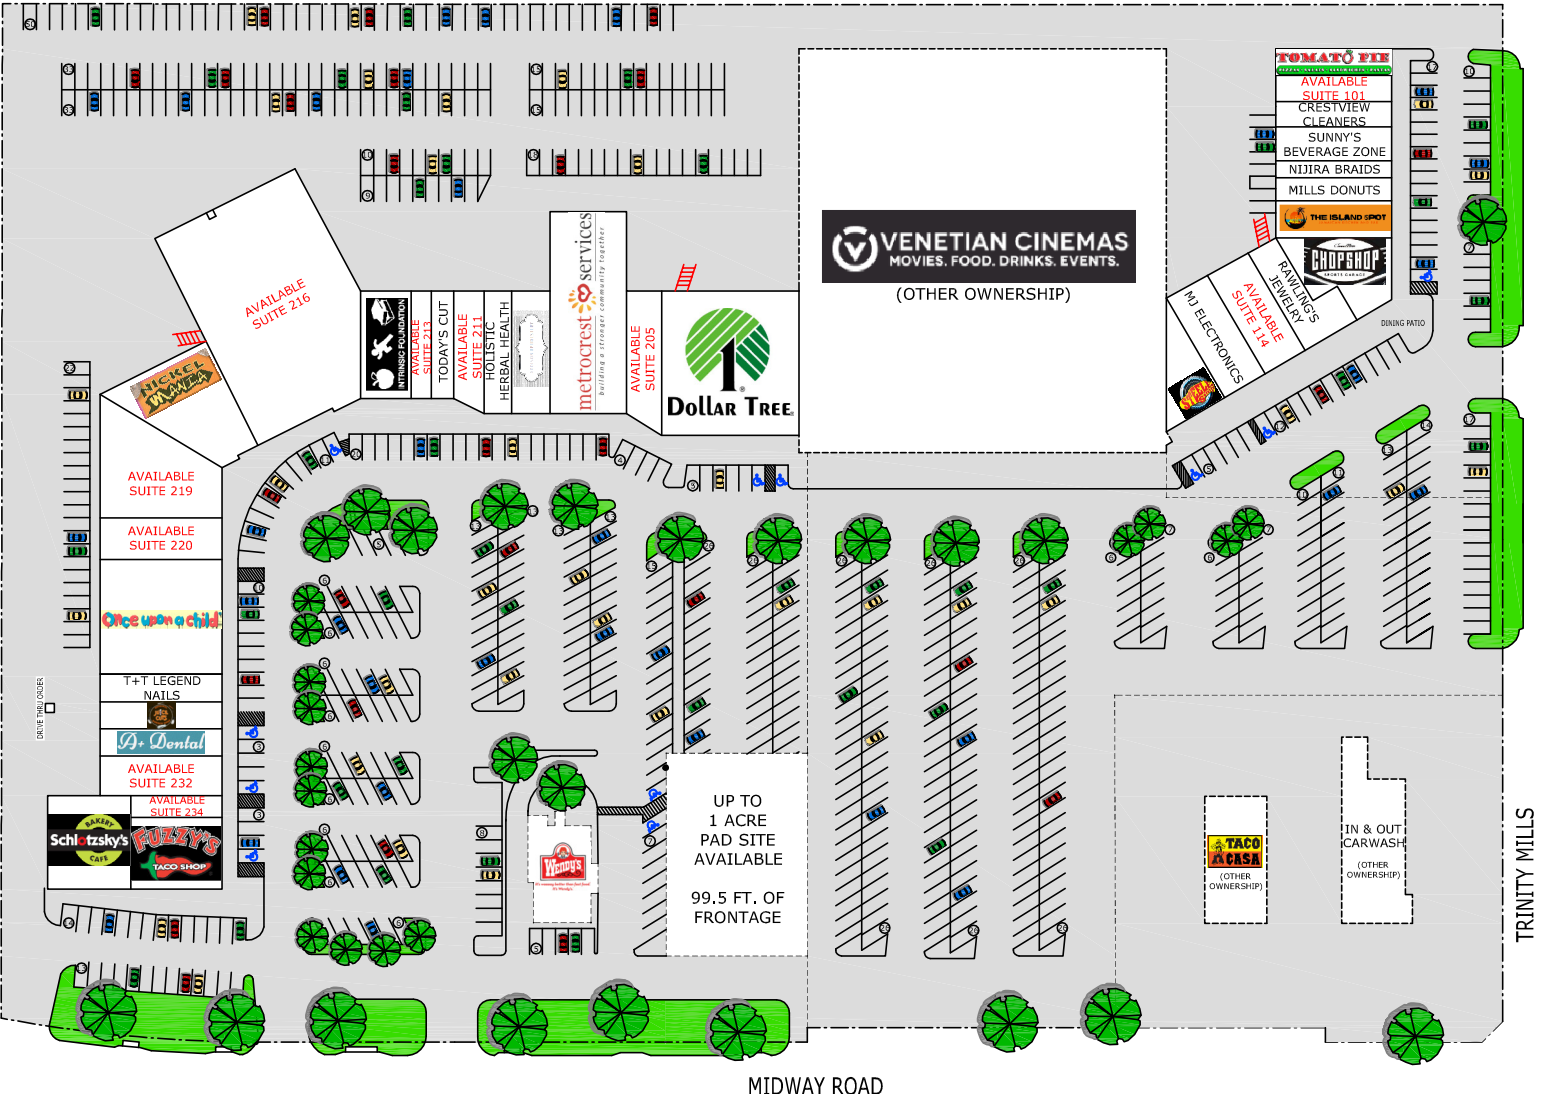 TOMATO PIE
AVAILABLE
SUITE 101
CRESTVIEW
CLEANERS
SUNNY'S
BEVERAGE ZONE
NIJIRA BRAIDS
MILLS DONUTS
THE ISLAND SPOT
CHOPSHOP
SPORTS GARAGE
RAWLING'S
JEWELRY
AVAILABLE
SUITE 114
MJ ELECTRONICS
DINING PATIO
VENETIAN CINEMAS
MOVIES. FOOD. DRINKS. EVENTS.
(OTHER OWNERSHIP)
AVAILABLE
SUITE 216
NICKEL
MANIA
INTRINSIC FOUNDATION
AVAILABLE
SUITE 213
TODAY'S CUT
AVAILABLE
SUITE 211
HOLISTIC
HERBAL HEALTH
metrocrest services
building a stronger community together
AVAILABLE
SUITE 205
1
DOLLAR TREE
AVAILABLE
SUITE 219
AVAILABLE
SUITE 220
Once upon a child
T+T LEGEND
NAILS
A+ Dental
AVAILABLE
SUITE 232
AVAILABLE
SUITE 234
BAKERY
Schlotzsky's
CAFE
FUZZY'S
TACO SHOP
DRIVE THRU ORDER
Wendy's
UP TO
1 ACRE
PAD SITE
AVAILABLE
99.5 FT. OF
FRONTAGE
TACO
CASA
(OTHER
OWNERSHIP)
IN & OUT
CARWASH
(OTHER
OWNERSHIP)
TRINITY MILLS
MIDWAY ROAD